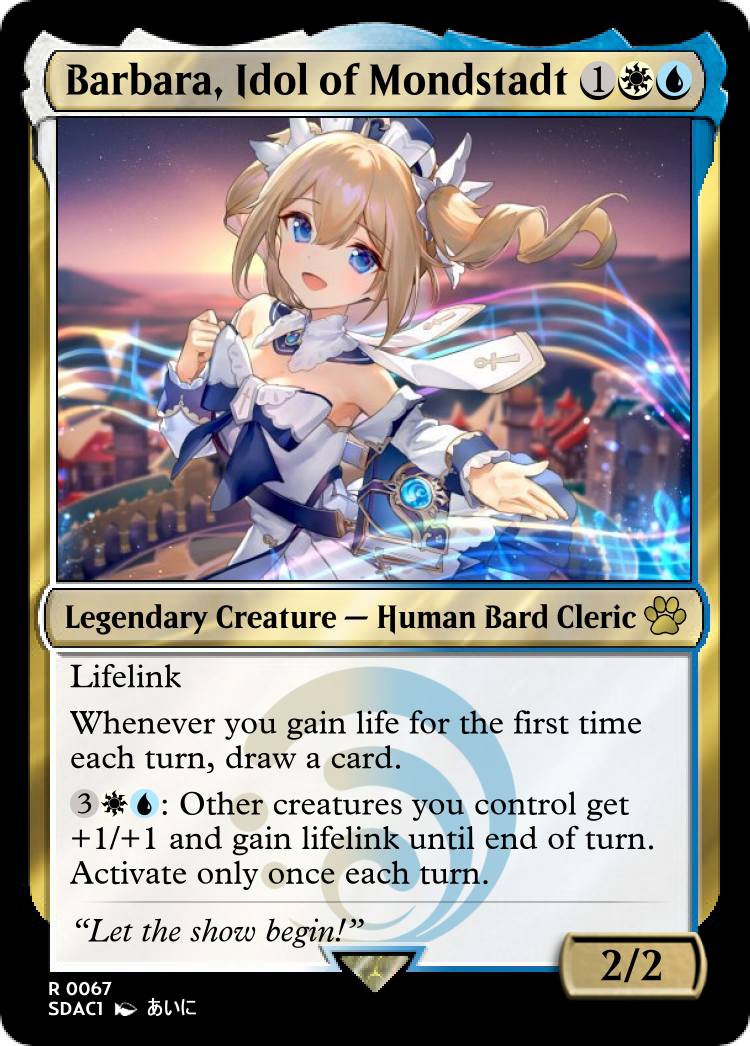 Barbara, Idol of Mondstadt 1
Legendary Creature — Human Bard Cleric
Lifelink
Whenever you gain life for the first time
each turn, draw a card.
3 : Other creatures you control get
+1/+1 and gain lifelink until end of turn.
Activate only once each turn.
“Let the show begin!”
2/2
R 0067
SDAC1 あいに